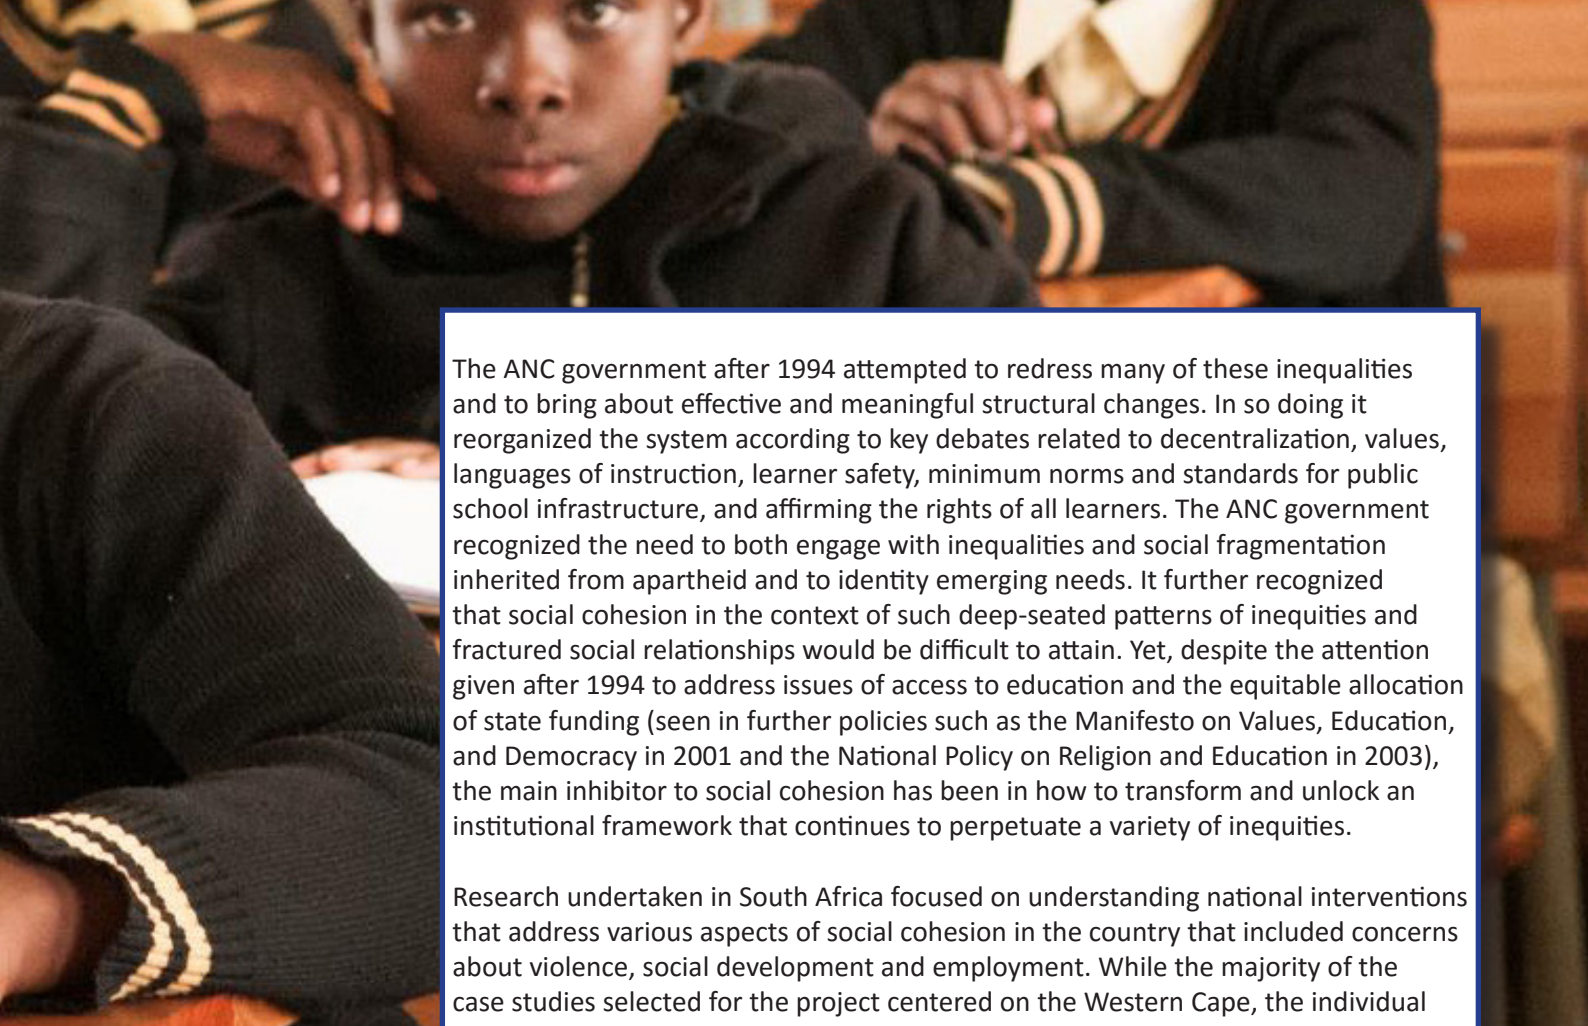 The ANC government after 1994 attempted to redress many of these inequalities
and to bring about effective and meaningful structural changes. In so doing it
reorganized the system according to key debates related to decentralization, values,
languages of instruction, learner safety, minimum norms and standards for public
school infrastructure, and affirming the rights of all learners. The ANC government
recognized the need to both engage with inequalities and social fragmentation
inherited from apartheid and to identity emerging needs. It further recognized
that social cohesion in the context of such deep-seated patterns of inequities and
fractured social relationships would be difficult to attain. Yet, despite the attention
given after 1994 to address issues of access to education and the equitable allocation
of state funding (seen in further policies such as the Manifesto on Values, Education,
and Democracy in 2001 and the National Policy on Religion and Education in 2003),
the main inhibitor to social cohesion has been in how to transform and unlock an
institutional framework that continues to perpetuate a variety of inequities.
Research undertaken in South Africa focused on understanding national interventions
that address various aspects of social cohesion in the country that included concerns
about violence, social development and employment. While the majority of the
case studies selected for the project centered on the Western Cape, the individual